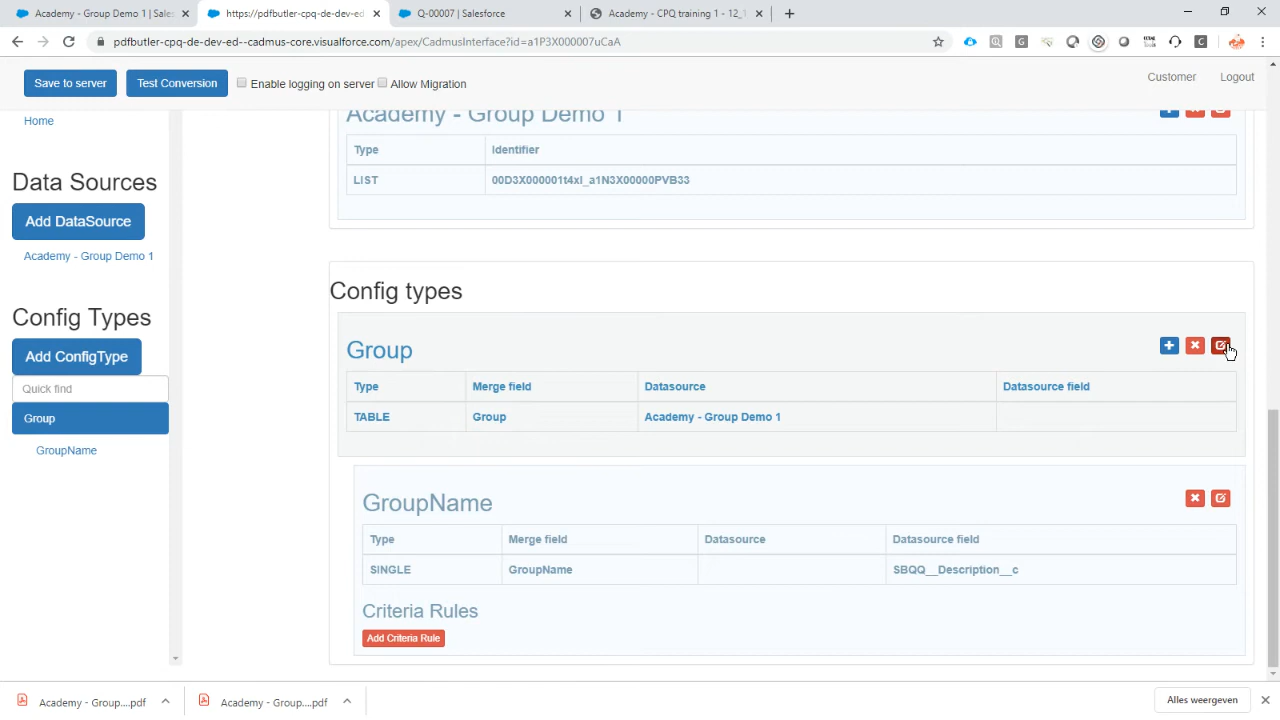 Academy - Group Demo 1 | Sales
https://pdfbutler-cpq-de-dev-ed
Q-00007 | Salesforce
Academy - CPQ training 1 - 12_1
pdfbutler-cpq-de-dev-ed--cadmus-core.visualforce.com/apex/CadmusInterface?id=a1P3X000007uCaA
Save to server
Test Conversion
Enable logging on server
Allow Migration
Customer
Logout
Home
Data Sources
Add DataSource
Academy - Group Demo 1
Config Types
Add ConfigType
Quick find
Group
GroupName
Academy - Group Demo 1
Type Identifier
LIST 00D3X000001t4xI_a1N3X00000PVB33
Config types
Group
Type Merge field Datasource Datasource field
TABLE Group Academy - Group Demo 1
GroupName
Type Merge field Datasource Datasource field
SINGLE GroupName SBQQ__Description__c
Criteria Rules
Add Criteria Rule
Academy - Group....pdf
Academy - Group....pdf
Alles weergeven